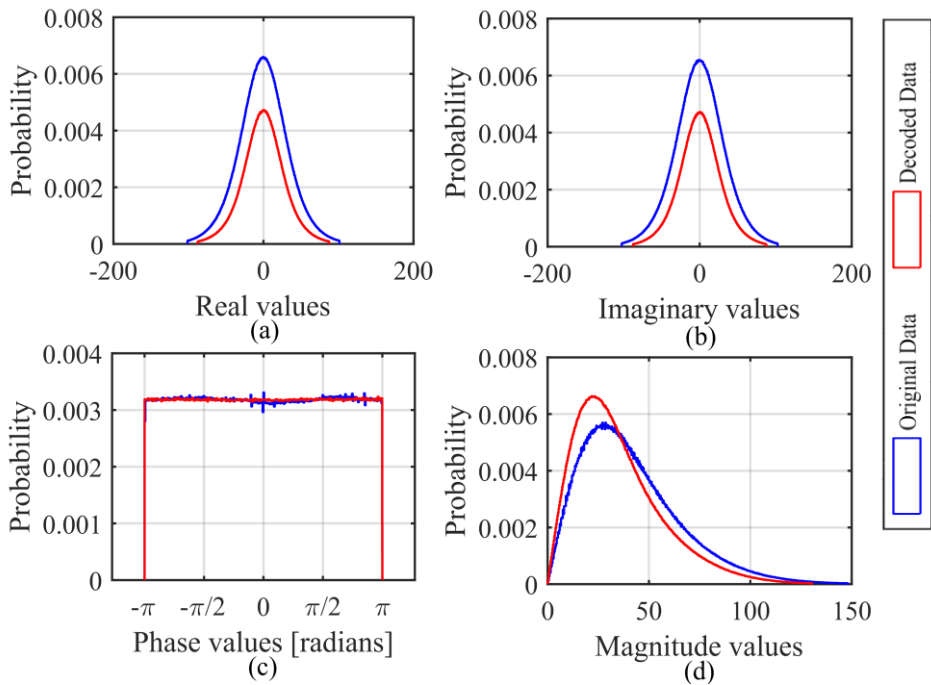 0.008
0.006
0.004
0.002
0
-200
0
200
Probability
Real values
(a)
0.008
0.006
0.004
0.002
0
-200
0
200
Probability
Imaginary values
(b)
0.004
0.003
0.002
0.001
0
-π
-π/2
0
π/2
π
Probability
Phase values [radians]
(c)
0.008
0.006
0.004
0.002
0
0
50
100
150
Probability
Magnitude values
(d)
Original Data
Decoded Data